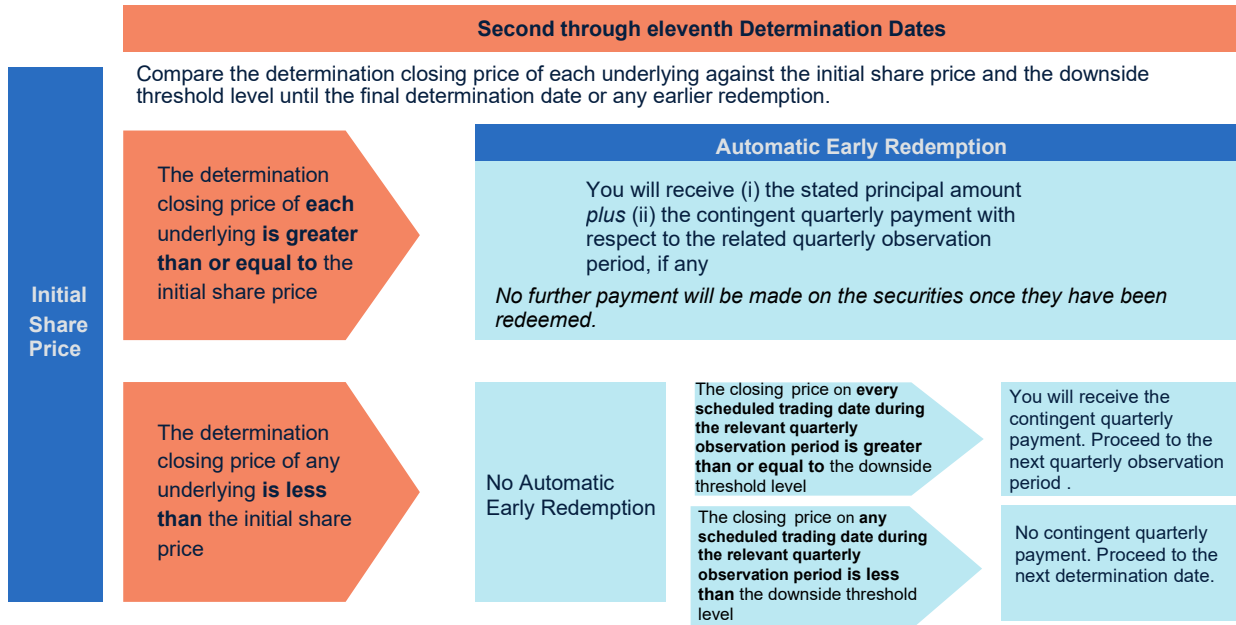 Second through eleventh Determination Dates
Compare the determination closing price of each underlying against the initial share price and the downside
threshold level until the final determination date or any earlier redemption.
Initial
Share
Price
The determination
closing price of each
underlying is greater
than or equal to the
initial share price
Automatic Early Redemption
You will receive (i) the stated principal amount
plus (ii) the contingent quarterly payment with
respect to the related quarterly observation
period, if any
No further payment will be made on the securities once they have been
redeemed.
The determination
closing price of any
underlying is less
than the initial share
price
No Automatic
Early Redemption
The closing price on every
scheduled trading date during
the relevant quarterly
observation period is greater
than or equal to the downside
threshold level
You will receive the
contingent quarterly
payment. Proceed to the
next quarterly observation
period .
The closing price on any
scheduled trading date during
the relevant quarterly
observation period is less
than the downside threshold
level
No contingent quarterly
payment. Proceed to the
next determination date.